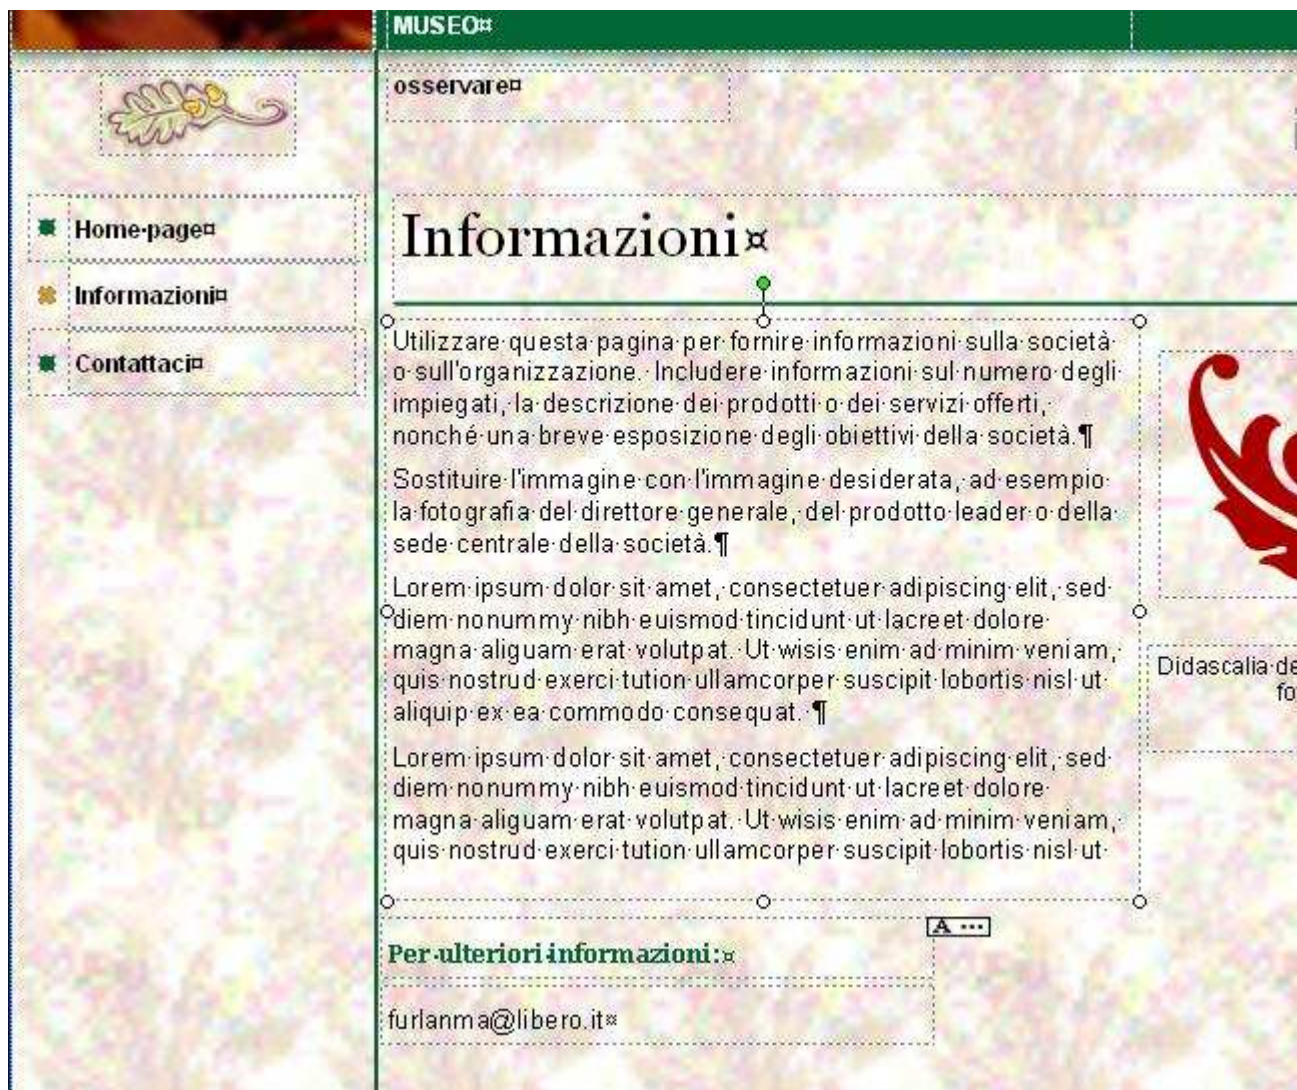 MUSEO¤
osservare¤
Home·page¤
Informazioni¤
Contattaci¤
Informazioni¤
Utilizzare·questa·pagina·per·fornire·informazioni·sulla·società·
o·sull'organizzazione.·Includere·informazioni·sul·numero·degli·
impiegati,·la·descrizione·dei·prodotti·o·dei·servizi·offerti,·
nonché·una·breve·esposizione·degli·obiettivi·della·società.¶
Sostituire·l'immagine·con·l'immagine·desiderata,·ad·esempio·
la·fotografia·del·direttore·generale,·del·prodotto·leader·o·della·
sede·centrale·della·società.¶
Lorem·ipsum·dolor·sit·amet,·consectetuer·adipiscing·elit,·sed·
diem·nonummy·nibh·euismod·tincidunt·ut·lacreet·dolore·
magna·aliguam·erat·volutpat.·Ut·wisis·enim·ad·minim·veniam,·
quis·nostrud·exerci·tution·ullamcorper·suscipit·lobortis·nisl·ut·
aliquip·ex·ea·commodo·consequat.·¶
Lorem·ipsum·dolor·sit·amet,·consectetuer·adipiscing·elit,·sed·
diem·nonummy·nibh·euismod·tincidunt·ut·lacreet·dolore·
magna·aliguam·erat·volutpat.·Ut·wisis·enim·ad·minim·veniam,·
quis·nostrud·exerci·tution·ullamcorper·suscipit·lobortis·nisl·ut·
Didascalia·de
fo
A ···
Per·ulteriori·informazioni:¤
furlanma@libero.it¤